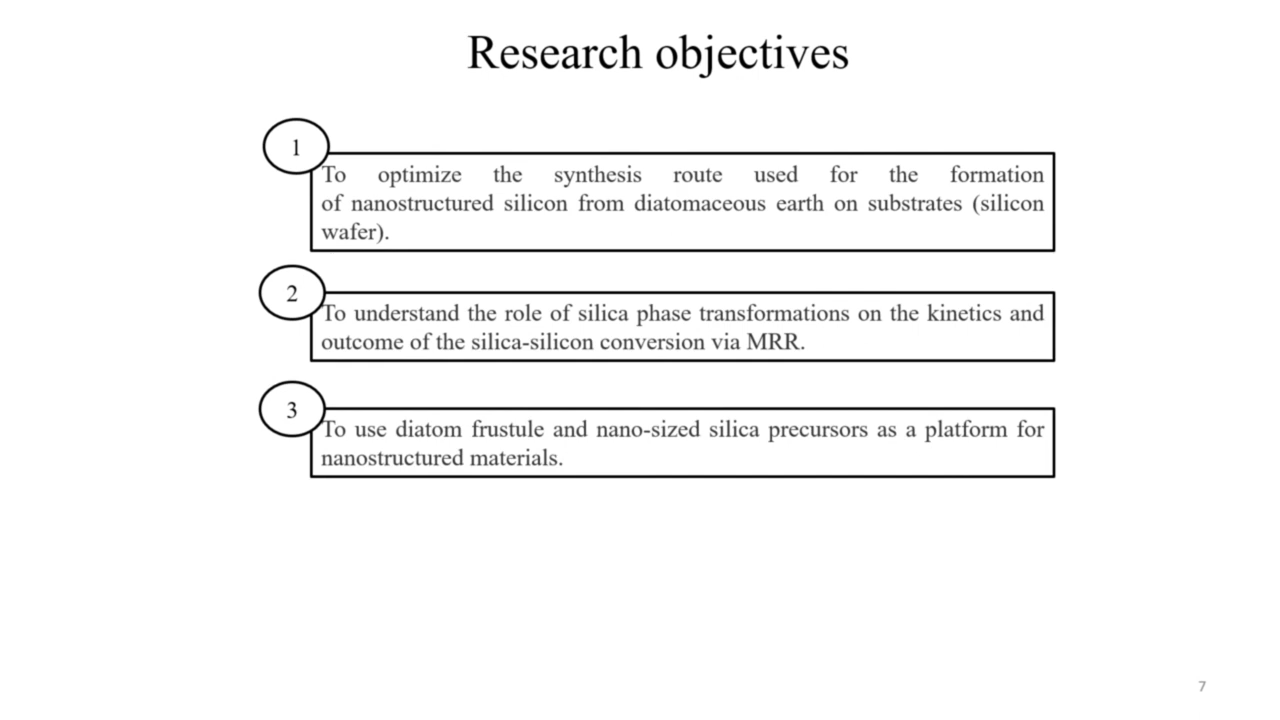 Research objectives
1
To optimize the synthesis route used for the formation
of nanostructured silicon from diatomaceous earth on substrates (silicon
wafer).
2
To understand the role of silica phase transformations on the kinetics and
outcome of the silica-silicon conversion via MRR.
3
To use diatom frustule and nano-sized silica precursors as a platform for
nanostructured materials.
7